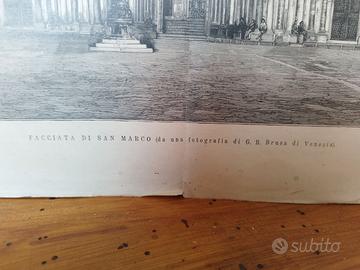 FACCIATA DI SAN MARCO (da una fotografia di G. B. Brusa di Venezia).
subito